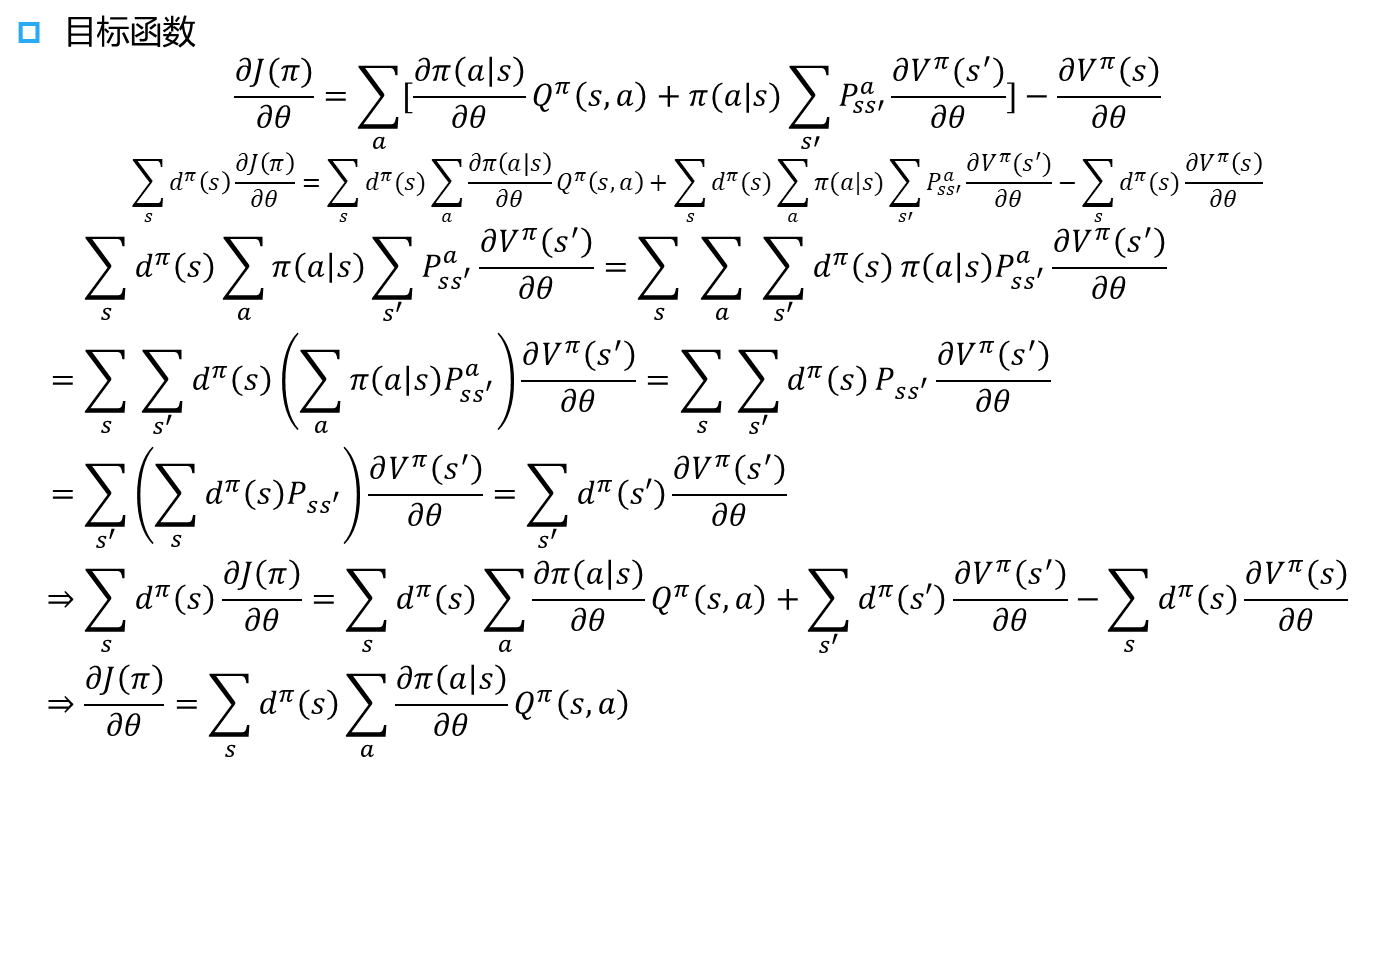 目标函数
∂J(π)/∂θ = ∑_a [∂π(a|s)/∂θ Q^π(s, a) + π(a|s) ∑_{s′} P^a_{ss′} ∂V^π(s′)/∂θ] − ∂V^π(s)/∂θ
∑_s d^π(s) ∂J(π)/∂θ = ∑_s d^π(s) ∑_a ∂π(a|s)/∂θ Q^π(s, a) + ∑_s d^π(s) ∑_a π(a|s) ∑_{s′} P^a_{ss′} ∂V^π(s′)/∂θ − ∑_s d^π(s) ∂V^π(s)/∂θ
∑_s d^π(s) ∑_a π(a|s) ∑_{s′} P^a_{ss′} ∂V^π(s′)/∂θ = ∑_s ∑_a ∑_{s′} d^π(s) π(a|s)P^a_{ss′} ∂V^π(s′)/∂θ
= ∑_s ∑_{s′} d^π(s) (∑_a π(a|s)P^a_{ss′}) ∂V^π(s′)/∂θ = ∑_s ∑_{s′} d^π(s) P_{ss′} ∂V^π(s′)/∂θ
= ∑_{s′} (∑_s d^π(s)P_{ss′}) ∂V^π(s′)/∂θ = ∑_{s′} d^π(s′) ∂V^π(s′)/∂θ
⇒ ∑_s d^π(s) ∂J(π)/∂θ = ∑_s d^π(s) ∑_a ∂π(a|s)/∂θ Q^π(s, a) + ∑_{s′} d^π(s′) ∂V^π(s′)/∂θ − ∑_s d^π(s) ∂V^π(s)/∂θ
⇒ ∂J(π)/∂θ = ∑_s d^π(s) ∑_a ∂π(a|s)/∂θ Q^π(s, a)